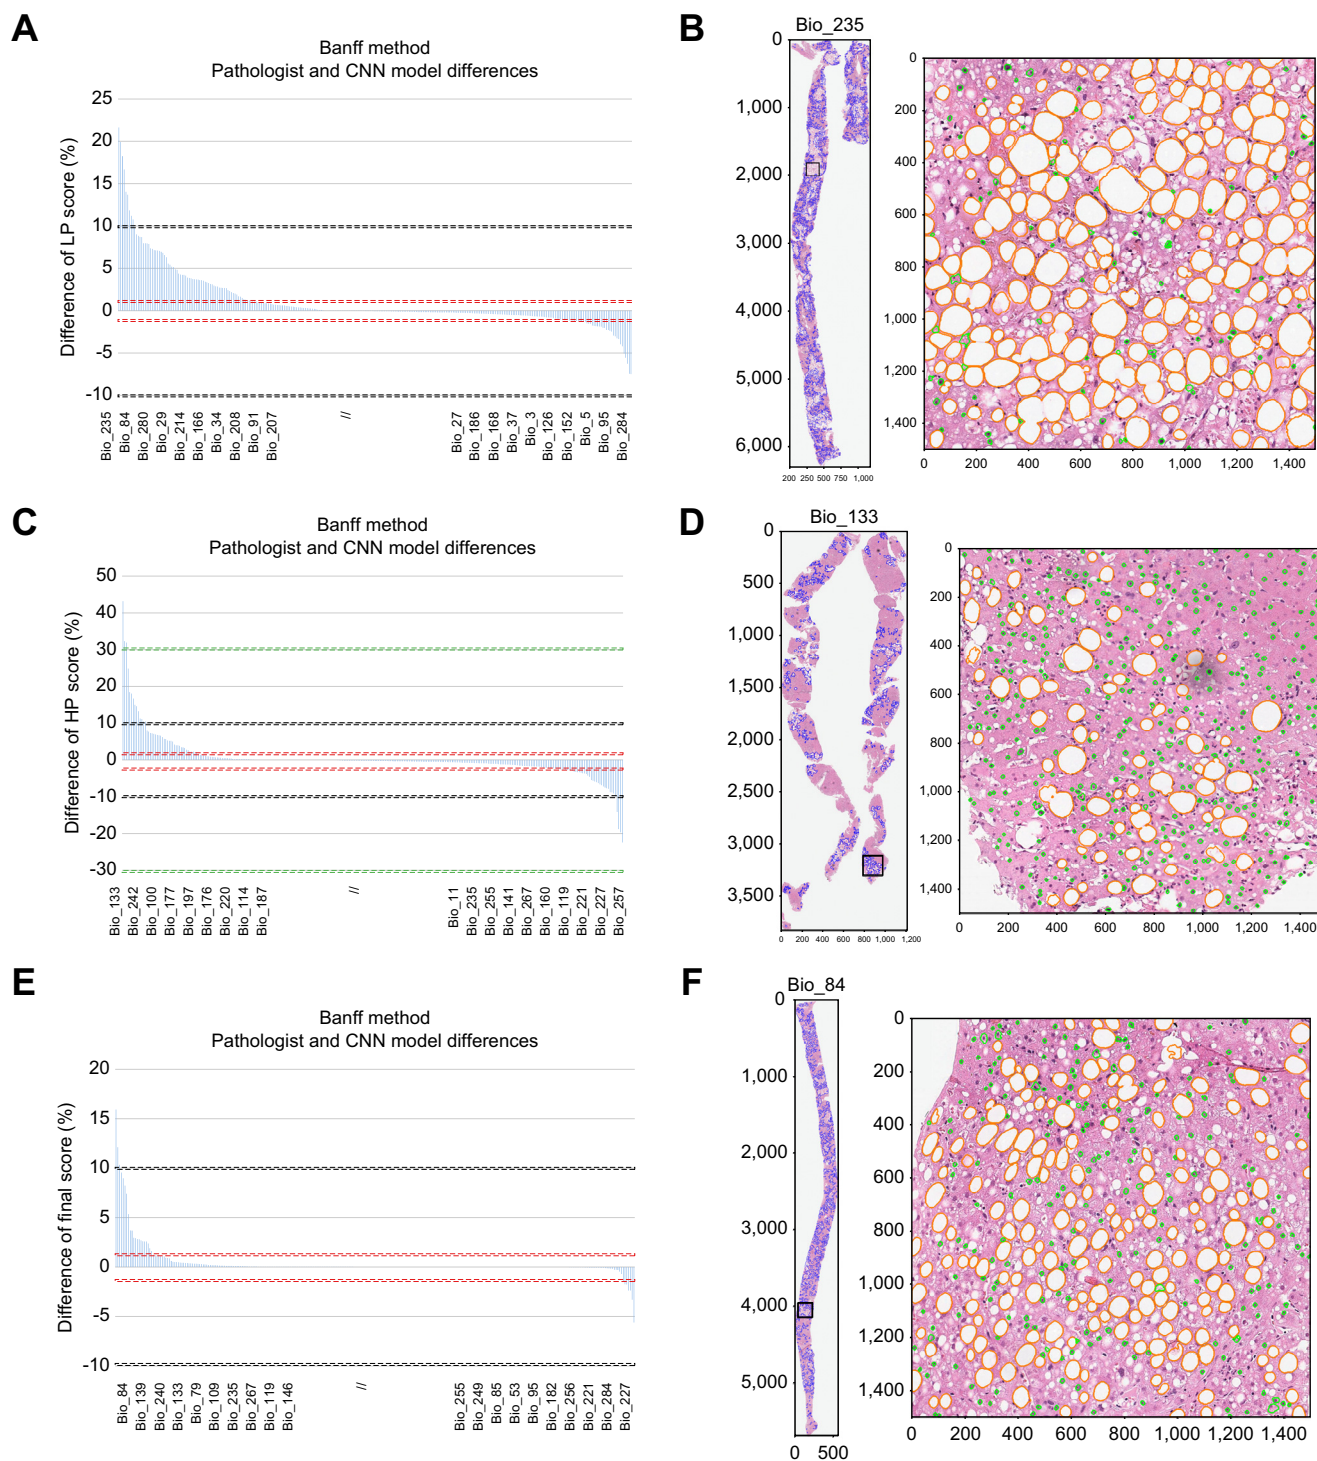 A
Banff method
Pathologist and CNN model differences
Difference of LP score (%)
25
20
15
10
5
0
-5
-10
Bio_235
Bio_84
Bio_280
Bio_29
Bio_214
Bio_166
Bio_34
Bio_208
Bio_91
Bio_207
//
Bio_27
Bio_186
Bio_168
Bio_37
Bio_3
Bio_126
Bio_152
Bio_5
Bio_95
Bio_284
B
Bio_235
0
1,000
2,000
3,000
4,000
5,000
6,000
200 250 500 750 1,000
0
200
400
600
800
1,000
1,200
1,400
0 200 400 600 800 1,000 1,200 1,400
C
Banff method
Pathologist and CNN model differences
Difference of HP score (%)
50
40
30
20
10
0
-10
-20
-30
Bio_133
Bio_242
Bio_100
Bio_177
Bio_197
Bio_176
Bio_220
Bio_114
Bio_187
//
Bio_11
Bio_235
Bio_255
Bio_141
Bio_267
Bio_160
Bio_119
Bio_221
Bio_227
Bio_257
D
Bio_133
0
500
1,000
1,500
2,000
2,500
3,000
3,500
0 200 400 600 800 1,000 1,200
0
200
400
600
800
1,000
1,200
1,400
0 200 400 600 800 1,000 1,200 1,400
E
Banff method
Pathologist and CNN model differences
Difference of final score (%)
20
15
10
5
0
-5
-10
Bio_84
Bio_139
Bio_240
Bio_133
Bio_79
Bio_109
Bio_235
Bio_267
Bio_119
Bio_146
//
Bio_255
Bio_249
Bio_85
Bio_53
Bio_95
Bio_182
Bio_256
Bio_221
Bio_284
Bio_227
F
Bio_84
0
1,000
2,000
3,000
4,000
5,000
0 500
0
200
400
600
800
1,000
1,200
1,400
0 200 400 600 800 1,000 1,200 1,400